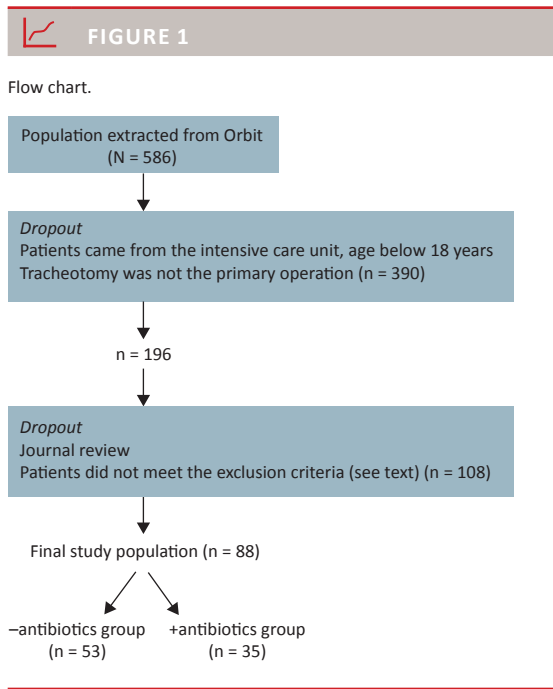 FIGURE 1
Flow chart.
Population extracted from Orbit
(N = 586)
Dropout
Patients came from the intensive care unit, age below 18 years
Tracheotomy was not the primary operation (n = 390)
n = 196
Dropout
Journal review
Patients did not meet the exclusion criteria (see text) (n = 108)
Final study population (n = 88)
–antibiotics group
(n = 53)
+antibiotics group
(n = 35)